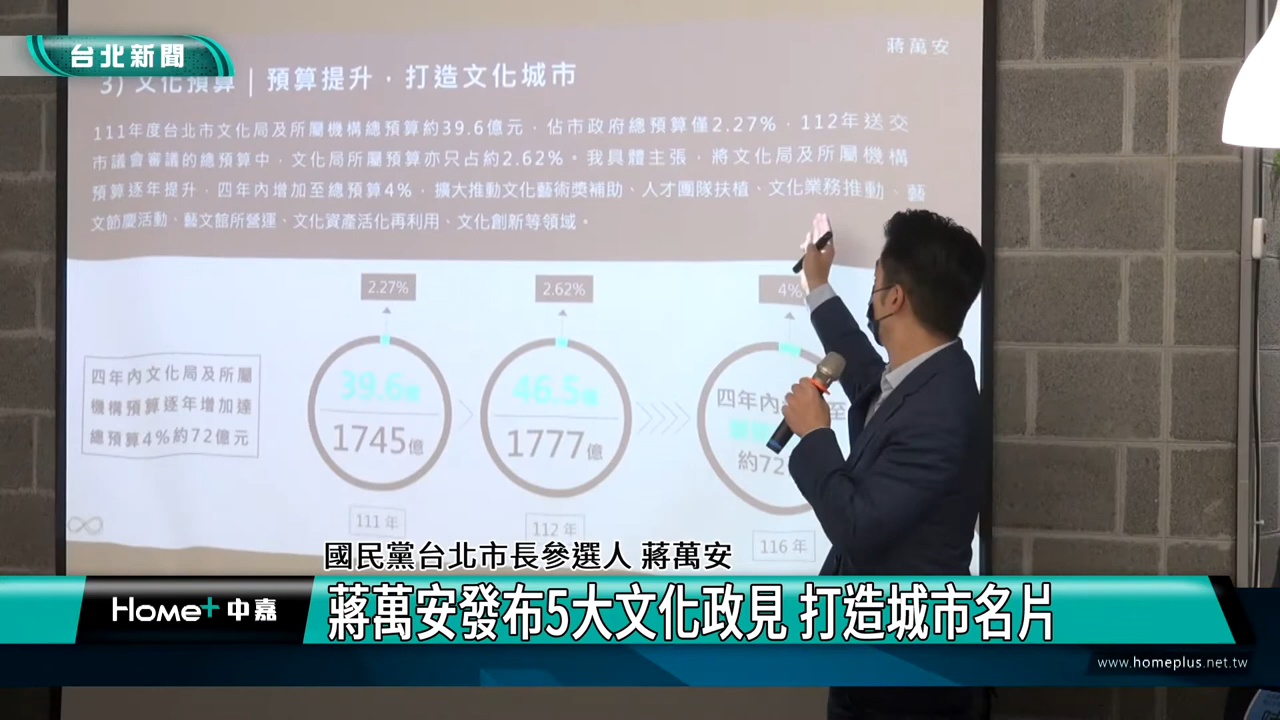 台北新聞
蔣萬安
3) 文化預算 | 預算提升，打造文化城市
111年度台北市文化局及所屬機構總預算約39.6億元，佔市政府總預算僅2.27%，112年送交
市議會審議的總預算中，文化局所屬預算亦只占約2.62%。我具體主張，將文化局及所屬機構
預算逐年提升，四年內增加至總預算4%，擴大推動文化藝術獎補助、人才團隊扶植、文化業務推動、藝
文節慶活動、藝文館所營運、文化資產活化再利用、文化創新等領域。
2.27%
2.62%
4%
四年內文化局及所屬
機構預算逐年增加達
總預算4%約72億元
39.6億
1745億
46.5億
1777億
四年內 至
約72
111年
112年
116年
國民黨台北市長參選人 蔣萬安
Home+中嘉
蔣萬安發布5大文化政見 打造城市名片
www.homeplus.net.tw